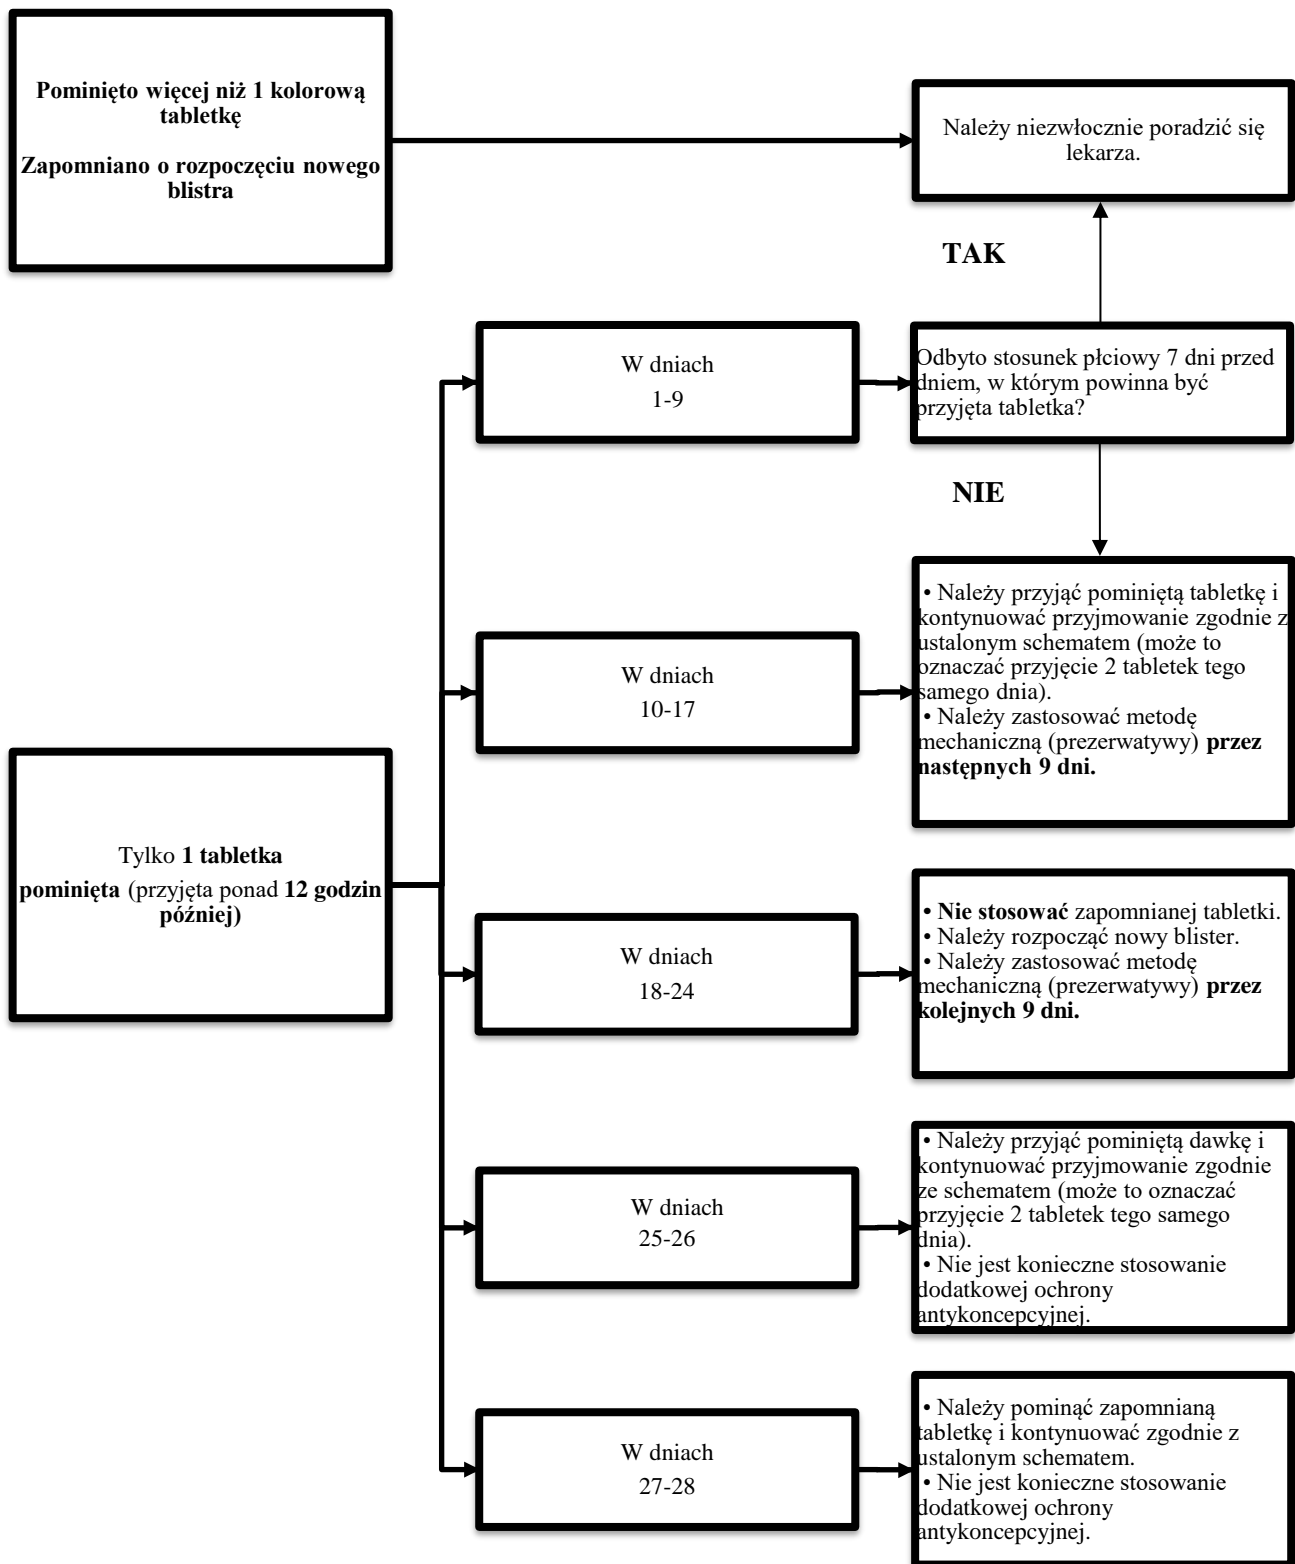 Pominięto więcej niż 1 kolorową
tabletkę
Zapomniano o rozpoczęciu nowego
blistra
Należy niezwłocznie poradzić się
lekarza.
TAK
W dniach
1-9
Odbyto stosunek płciowy 7 dni przed
dniem, w którym powinna być
przyjęta tabletka?
NIE
W dniach
10-17
• Należy przyjąć pominiętą tabletkę i
kontynuować przyjmowanie zgodnie z
ustalonym schematem (może to
oznaczać przyjęcie 2 tabletek tego
samego dnia).
• Należy zastosować metodę
mechaniczną (prezerwatywy) przez
następnych 9 dni.
Tylko 1 tabletka
pominięta (przyjęta ponad 12 godzin
później)
W dniach
18-24
• Nie stosować zapomnianej tabletki.
• Należy rozpocząć nowy blister.
• Należy zastosować metodę
mechaniczną (prezerwatywy) przez
kolejnych 9 dni.
W dniach
25-26
• Należy przyjąć pominiętą dawkę i
kontynuować przyjmowanie zgodnie
ze schematem (może to oznaczać
przyjęcie 2 tabletek tego samego
dnia).
• Nie jest konieczne stosowanie
dodatkowej ochrony
antykoncepcyjnej.
W dniach
27-28
• Należy pominąć zapomnianą
tabletkę i kontynuować zgodnie z
ustalonym schematem.
• Nie jest konieczne stosowanie
dodatkowej ochrony
antykoncepcyjnej.